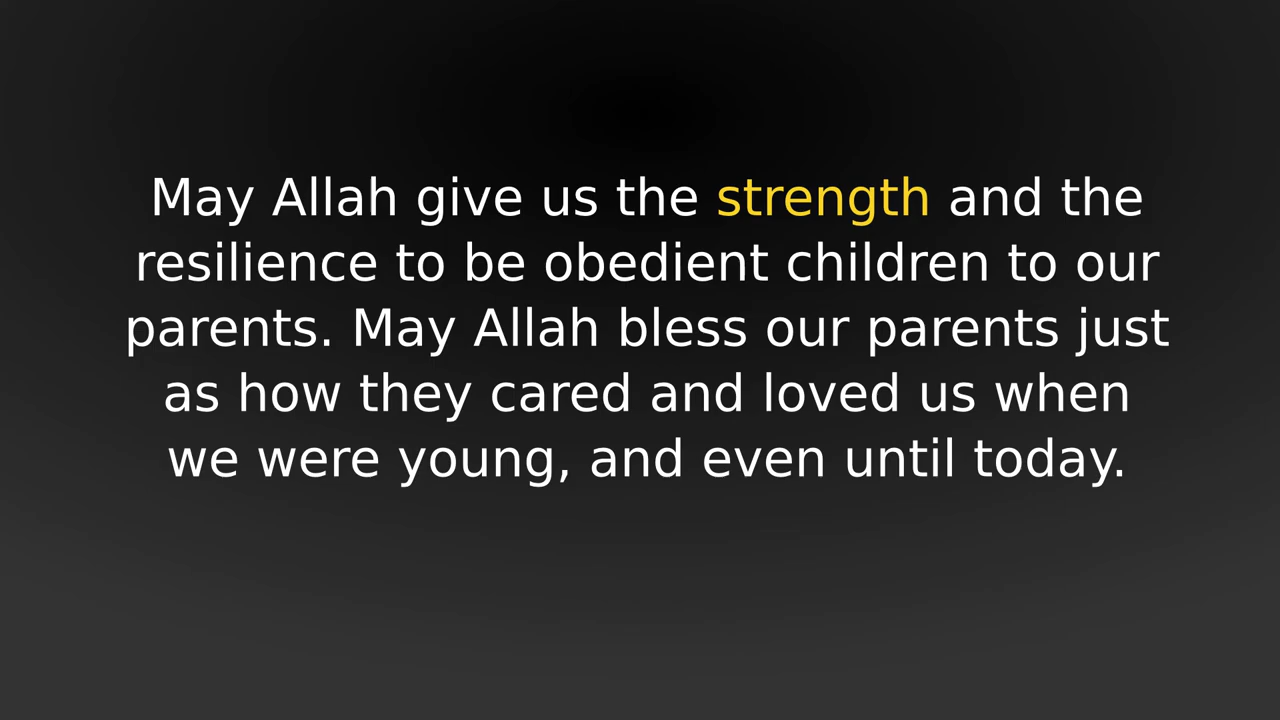 May Allah give us the strength and the
resilience to be obedient children to our
parents. May Allah bless our parents just
as how they cared and loved us when
we were young, and even until today.